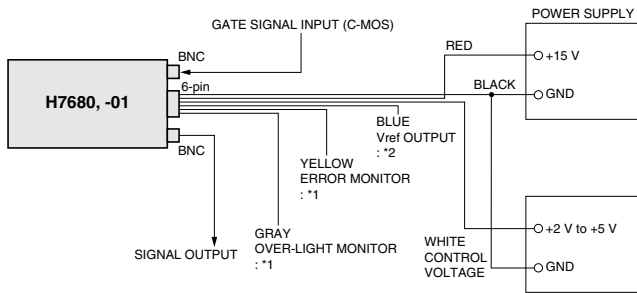 POWER SUPPLY
GATE SIGNAL INPUT (C-MOS)
RED
+15 V
BNC
6-pin
BLACK
GND
H7680, -01
BLUE
Vref OUTPUT
: *2
BNC
YELLOW
ERROR MONITOR
: *1
GRAY
OVER-LIGHT MONITOR
: *1
SIGNAL OUTPUT
WHITE
CONTROL
VOLTAGE
+2 V to +5 V
GND